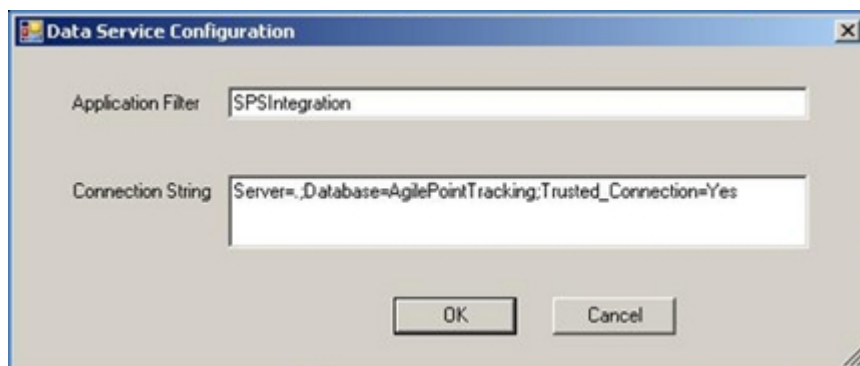 Data Service Configuration
Application Filter SPSIntegration
Connection String Server=.;Database=AgilePointTracking;Trusted_Connection=Yes
OK Cancel